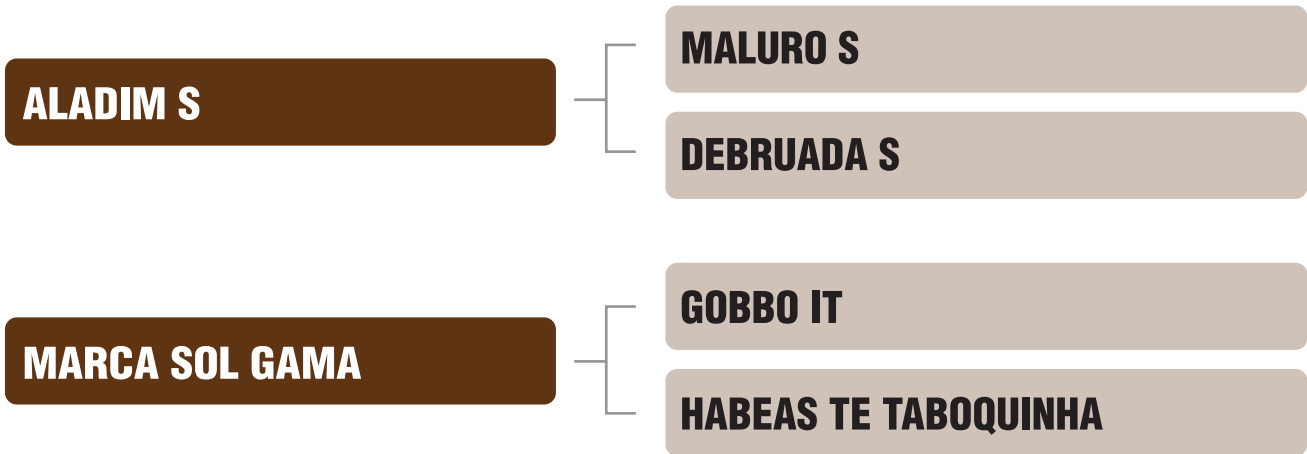 MALURO S
ALADIM S
DEBRUADA S
GOBBO IT
MARCA SOL GAMA
HABEAS TE TABOQUINHA